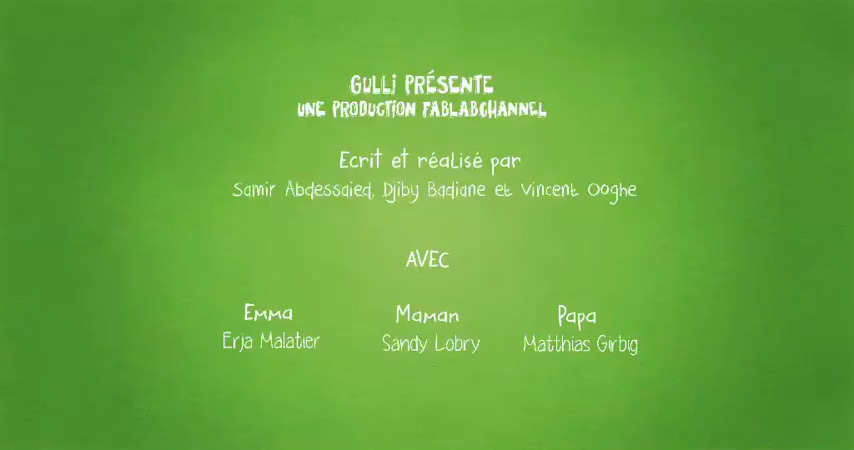 GULLI PRÉSENTE
UNE PRODUCTION FABLABCHANNEL
Ecrit et réalisé par
Samir Abdessaied, Djiby Badiane et Vincent Ooghe
AVEC
Emma Maman Papa
Erja Malatier Sandy Lobry Matthias Girbig